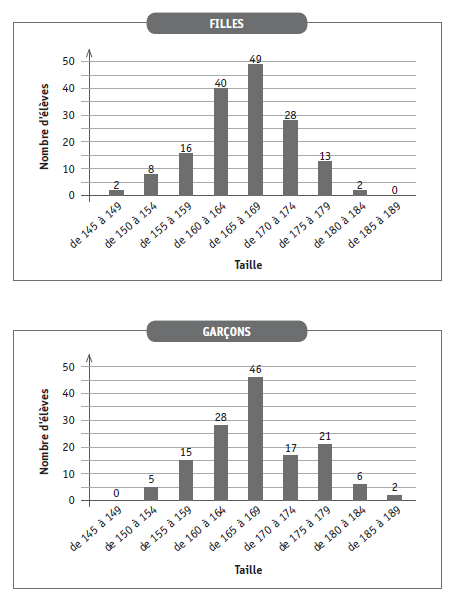 FILLES
Nombre d'élèves
50
40
30
20
10
0
2
8
16
40
49
28
13
2
0
de 145 à 149
de 150 à 154
de 155 à 159
de 160 à 164
de 165 à 169
de 170 à 174
de 175 à 179
de 180 à 184
de 185 à 189
Taille
GARÇONS
Nombre d'élèves
50
40
30
20
10
0
0
5
15
28
46
17
21
6
2
de 145 à 149
de 150 à 154
de 155 à 159
de 160 à 164
de 165 à 169
de 170 à 174
de 175 à 179
de 180 à 184
de 185 à 189
Taille